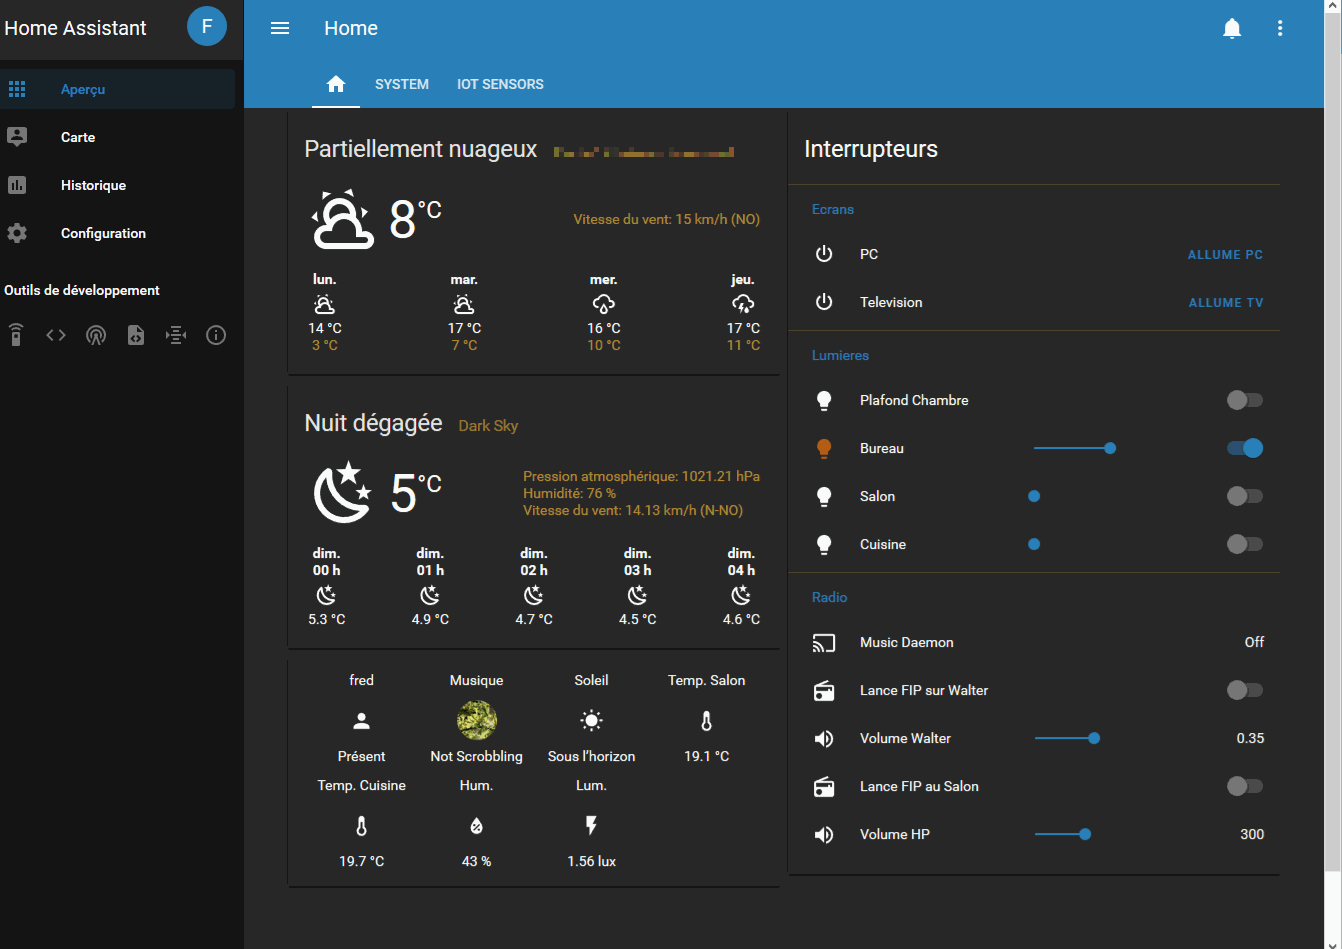 Home Assistant
F
Aperçu
Carte
Historique
Configuration
Outils de développement
Home
SYSTEM
IOT SENSORS
Partiellement nuageux
8°C
Vitesse du vent: 15 km/h (NO)
lun. mar. mer. jeu.
14 °C 17 °C 16 °C 17 °C
3 °C 7 °C 10 °C 11 °C
Nuit dégagée Dark Sky
5°C
Pression atmosphérique: 1021.21 hPa
Humidité: 76 %
Vitesse du vent: 14.13 km/h (N-NO)
dim. dim. dim. dim. dim.
00 h 01 h 02 h 03 h 04 h
5.3 °C 4.9 °C 4.7 °C 4.5 °C 4.6 °C
fred Musique Soleil Temp. Salon
Présent Not Scrobbling Sous l’horizon 19.1 °C
Temp. Cuisine Hum. Lum.
19.7 °C 43 % 1.56 lux
Interrupteurs
Ecrans
PC ALLUME PC
Television ALLUME TV
Lumieres
Plafond Chambre
Bureau
Salon
Cuisine
Radio
Music Daemon Off
Lance FIP sur Walter
Volume Walter 0.35
Lance FIP au Salon
Volume HP 300